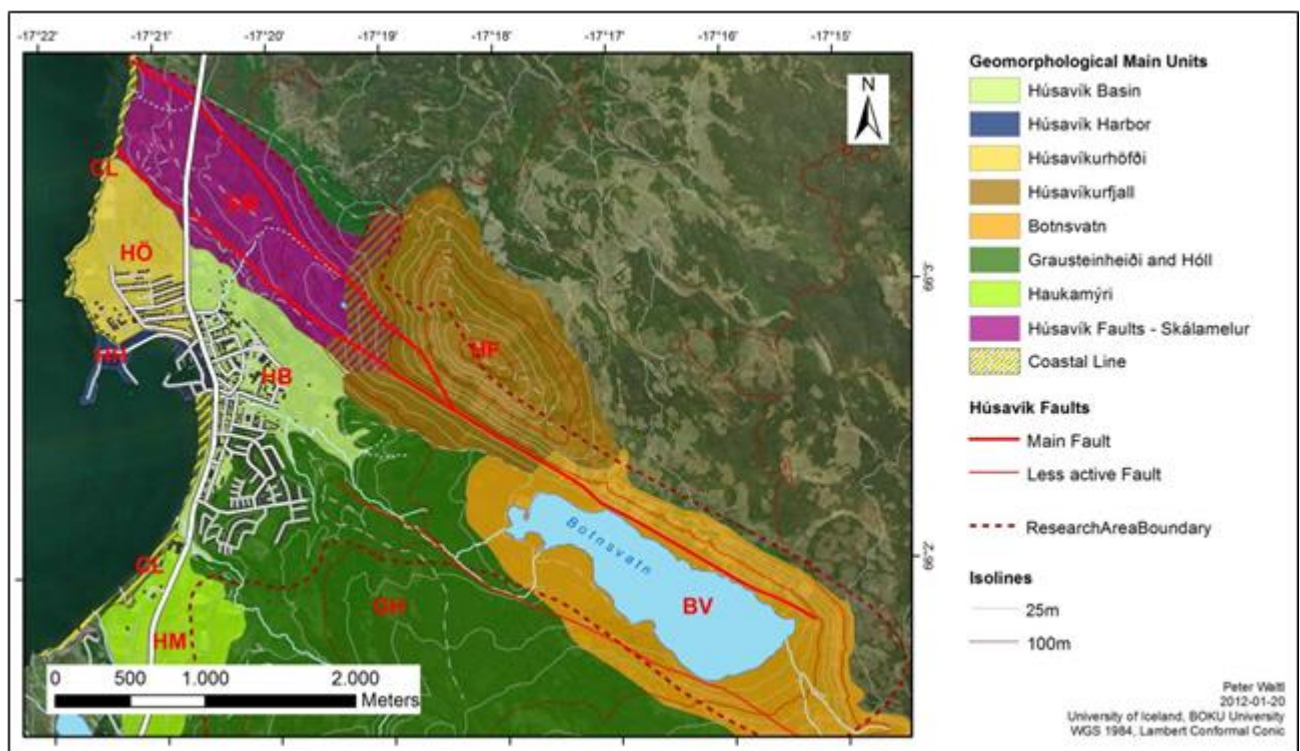 -17°22' -17°21' -17°20' -17°19' -17°18' -17°17' -17°16' -17°15'
N
CL
HÖ
HH
HB
HF
66°3'
66°2'
Botnsvatn
BV
CL
GH
HM
0 500 1.000 2.000
Meters
Geomorphological Main Units
Húsavík Basin
Húsavík Harbor
Húsavíkurhöfði
Húsavíkurfjall
Botnsvatn
Grausteinheiði and Hóll
Haukamýri
Húsavík Faults - Skálamelur
Coastal Line
Húsavík Faults
Main Fault
Less active Fault
ResearchAreaBoundary
Isolines
25m
100m
Peter Waltl
2012-01-20
University of Iceland, BOKU University
WGS 1984, Lambert Conformal Conic